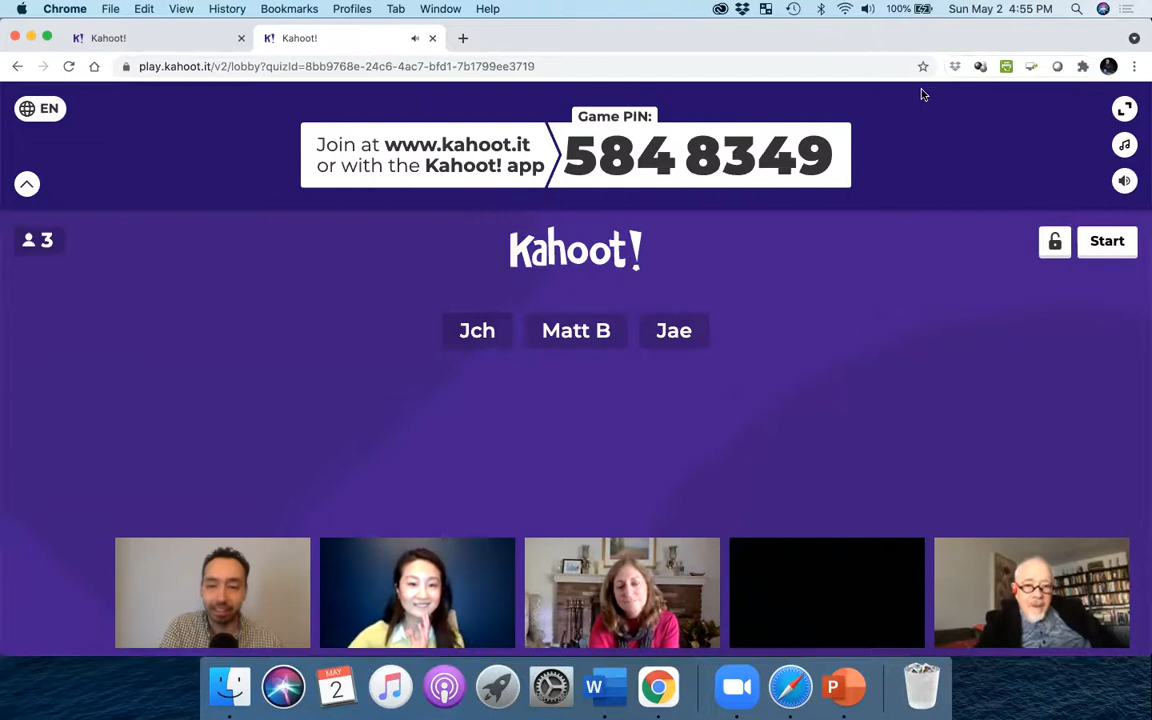 Chrome File Edit View History Bookmarks Profiles Tab Window Help 100% Sun May 2 4:55 PM
K! Kahoot! K! Kahoot!
play.kahoot.it/v2/lobby?quizId=8bb9768e-24c6-4ac7-bfd1-7b1799ee3719
EN
Game PIN:
Join at www.kahoot.it
or with the Kahoot! app
584 8349
3
Kahoot!
Start
Jch Matt B Jae
MAY
2
W
P